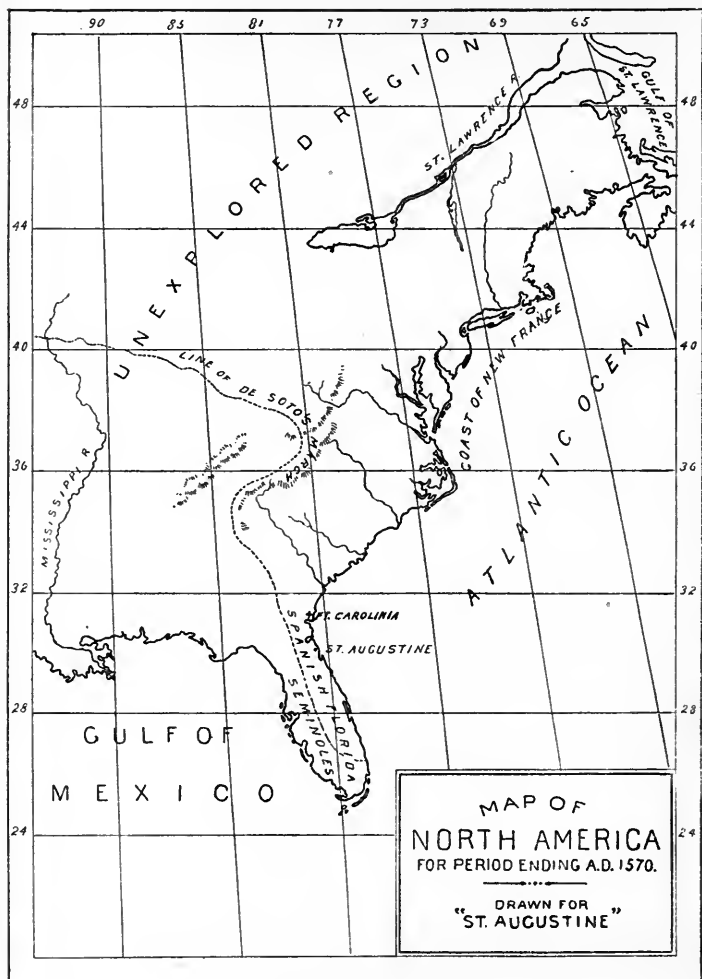 90 85 81 77 73 69 65
UNEXPLORED REGION
GULF OF
ST. LAWRENCE
ST. LAWRENCE R
48 48
44 44
COAST OF NEW FRANCE
ATLANTIC OCEAN
40 40
LINE OF DE SOTO'S MARCH
MISSISSIPPI R
36 36
32 32
FT. CAROLINIA
ST. AUGUSTINE
SPANISH FLORIDA
SEMINOLES
26 28
GULF OF
MEXICO
24 24
MAP OF
NORTH AMERICA
FOR PERIOD ENDING A.D. 1570.
DRAWN FOR
"ST. AUGUSTINE"